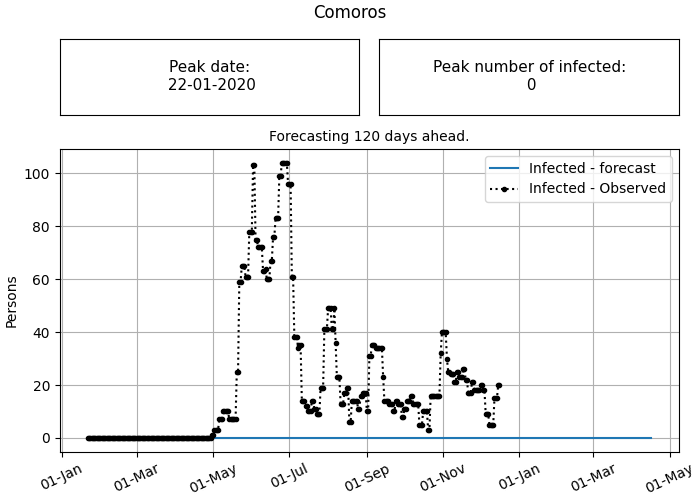 Comoros
Peak date:
22-01-2020
Peak number of infected:
0
Forecasting 120 days ahead.
Infected - forecast
Infected - Observed
Persons
100
80
60
40
20
0
01-Jan
01-Mar
01-May
01-Jul
01-Sep
01-Nov
01-Jan
01-Mar
01-May